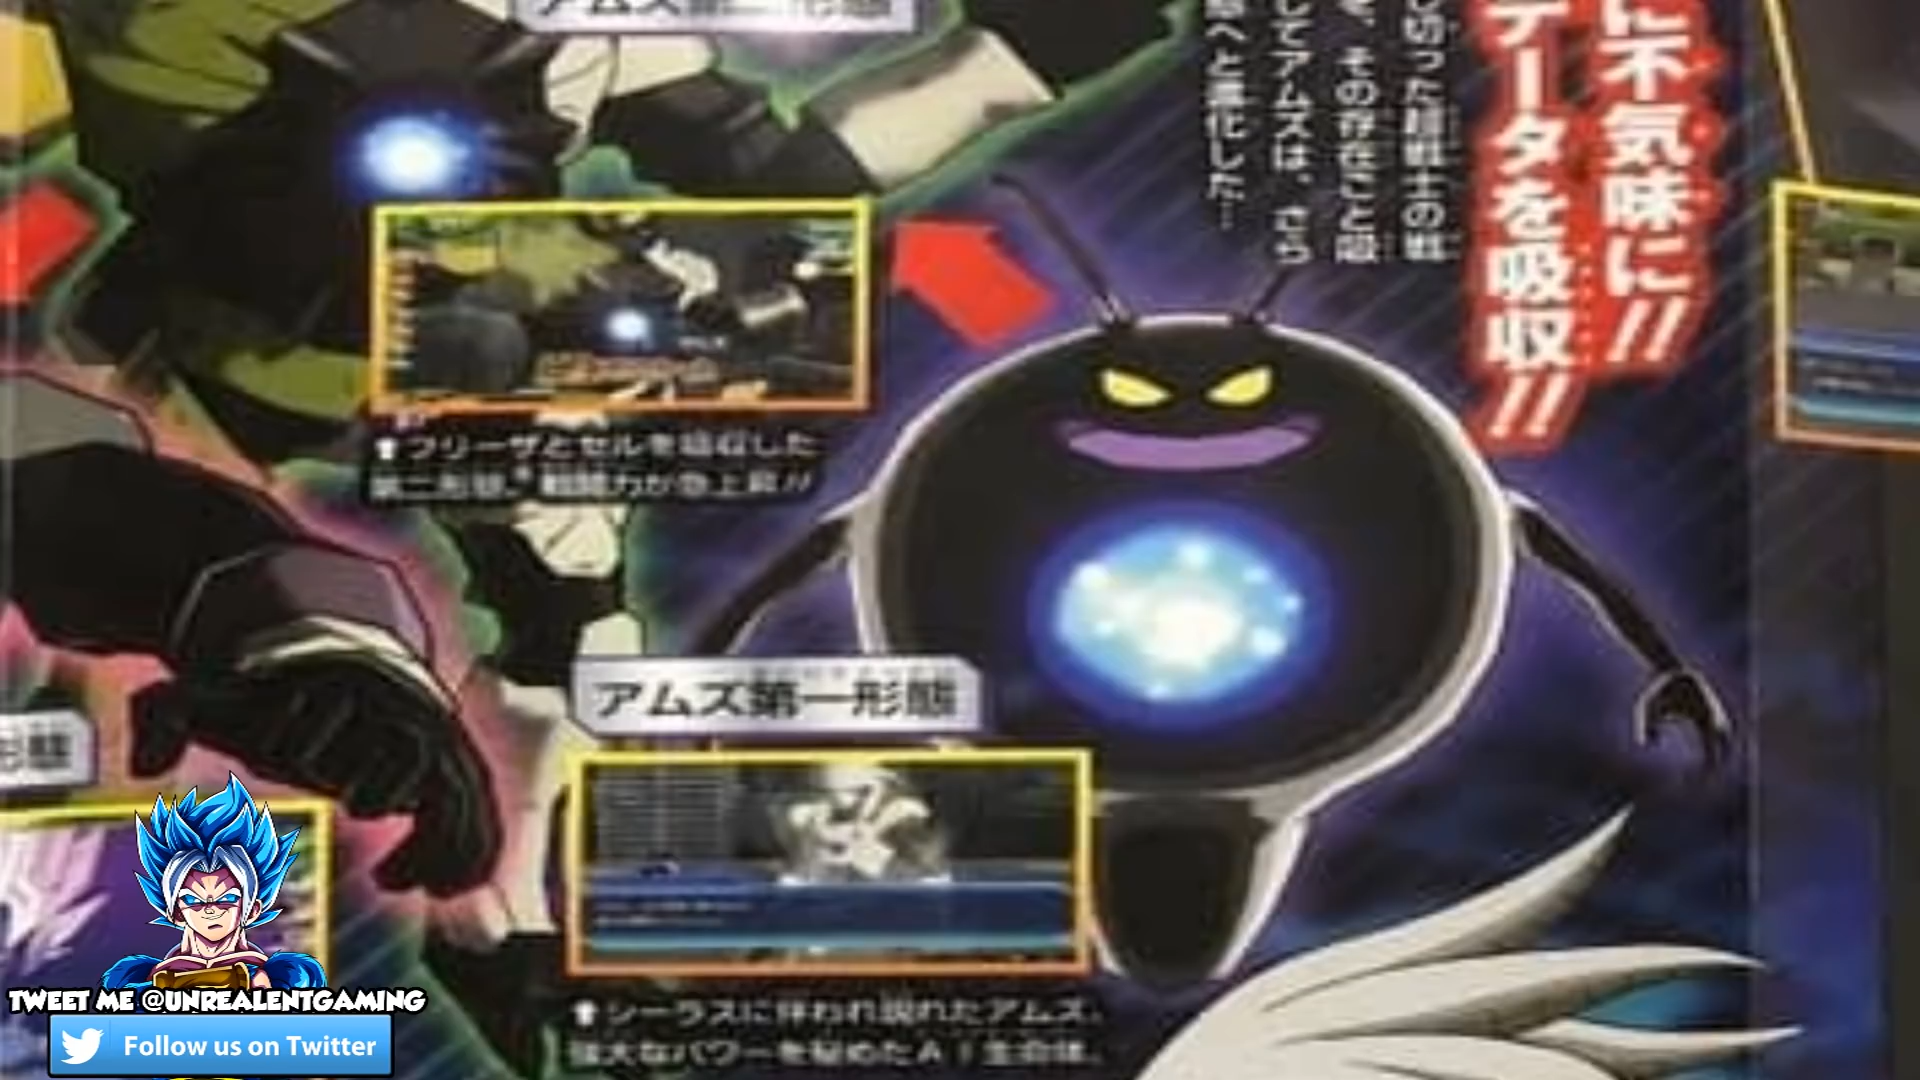 アムズ第二形態
に不気味に!!
データを吸収!!
し切った超戦士の戦
その存在ごと吸
してアムズは、さら
へと進化した…
フリーザとセルを吸収した
第二形態。戦闘力が急上昇!!
アムズ第一形態
形態
シーラスに伴われ現れたアムズ。
強大なパワーを秘めたAI生命体。
TWEET ME @UNREALENTGAMING
Follow us on Twitter